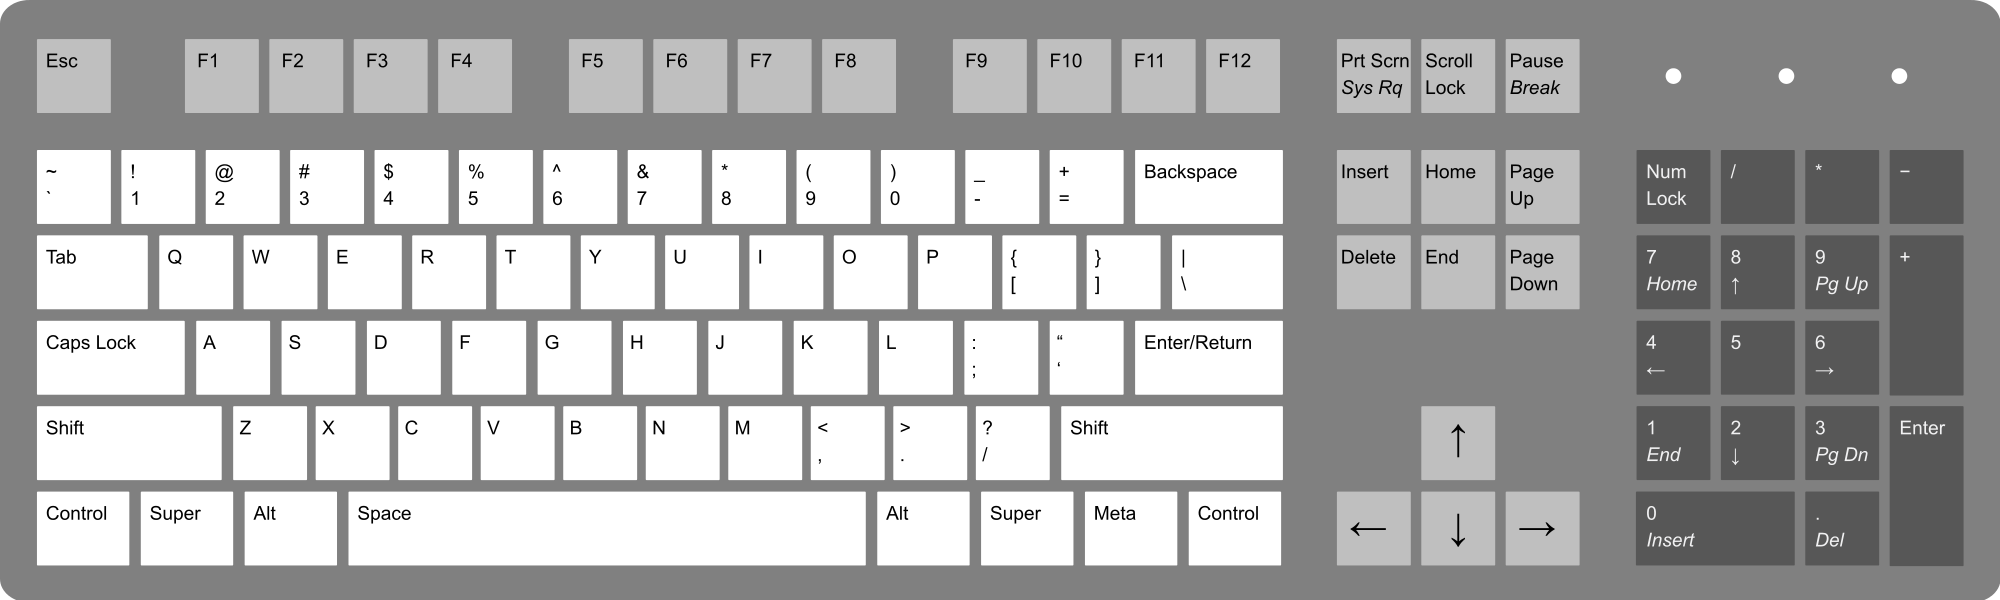 Esc F1 F2 F3 F4 F5 F6 F7 F8 F9 F10 F11 F12 Prt Scrn Scroll Pause
Sys Rq Lock Break
~ ! @ # $ % ^ & * ( ) _ + Backspace Insert Home Page Num / * −
` 1 2 3 4 5 6 7 8 9 0 - = Up Lock
Tab Q W E R T Y U I O P { } | Delete End Page 7 8 9 +
[ ] \ Down Home ↑ Pg Up
Caps Lock A S D F G H J K L : “ Enter/Return 4 5 6
; ‘ ← →
Shift Z X C V B N M < > ? Shift ↑ 1 2 3 Enter
, . / End ↓ Pg Dn
Control Super Alt Space Alt Super Meta Control ← ↓ → 0 .
Insert Del